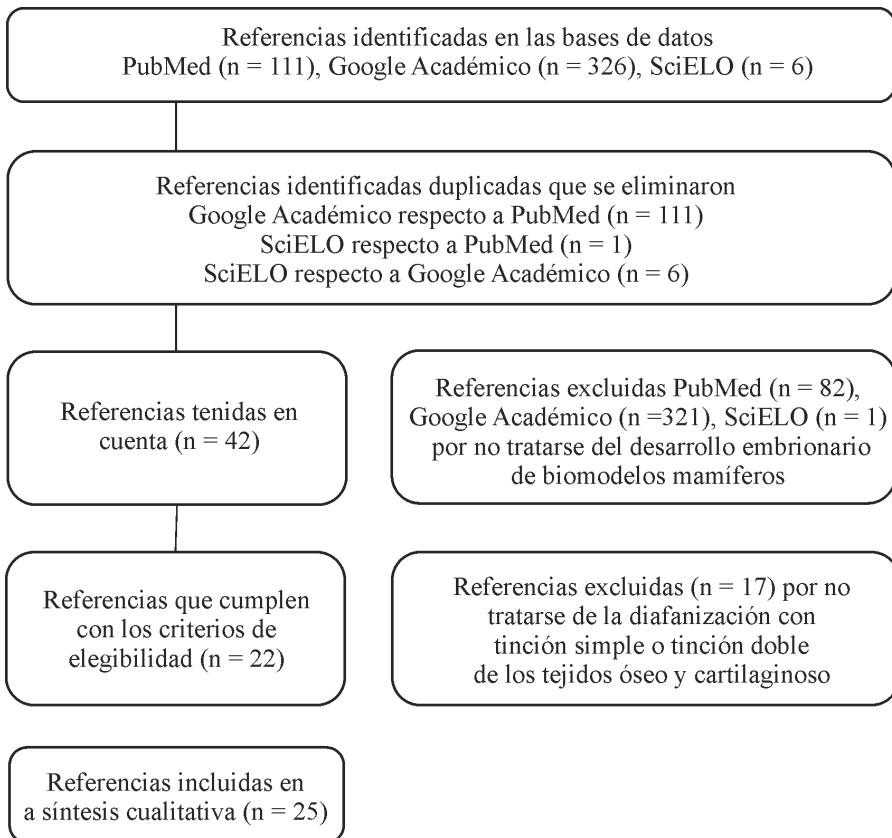 Referencias identificadas en las bases de datos
PubMed (n = 111), Google Académico (n = 326), SciELO (n = 6)
Referencias identificadas duplicadas que se eliminaron
Google Académico respecto a PubMed (n = 111)
SciELO respecto a PubMed (n = 1)
SciELO respecto a Google Académico (n = 6)
Referencias tenidas en
cuenta (n = 42)
Referencias excluidas PubMed (n = 82),
Google Académico (n =321), SciELO (n = 1)
por no tratarse del desarrollo embrionario
de biomodelos mamíferos
Referencias que cumplen
con los criterios de
elegibilidad (n = 22)
Referencias excluidas (n = 17) por no
tratarse de la diafanización con
tinción simple o tinción doble
de los tejidos óseo y cartilaginoso
Referencias incluidas en
a síntesis cualitativa (n = 25)